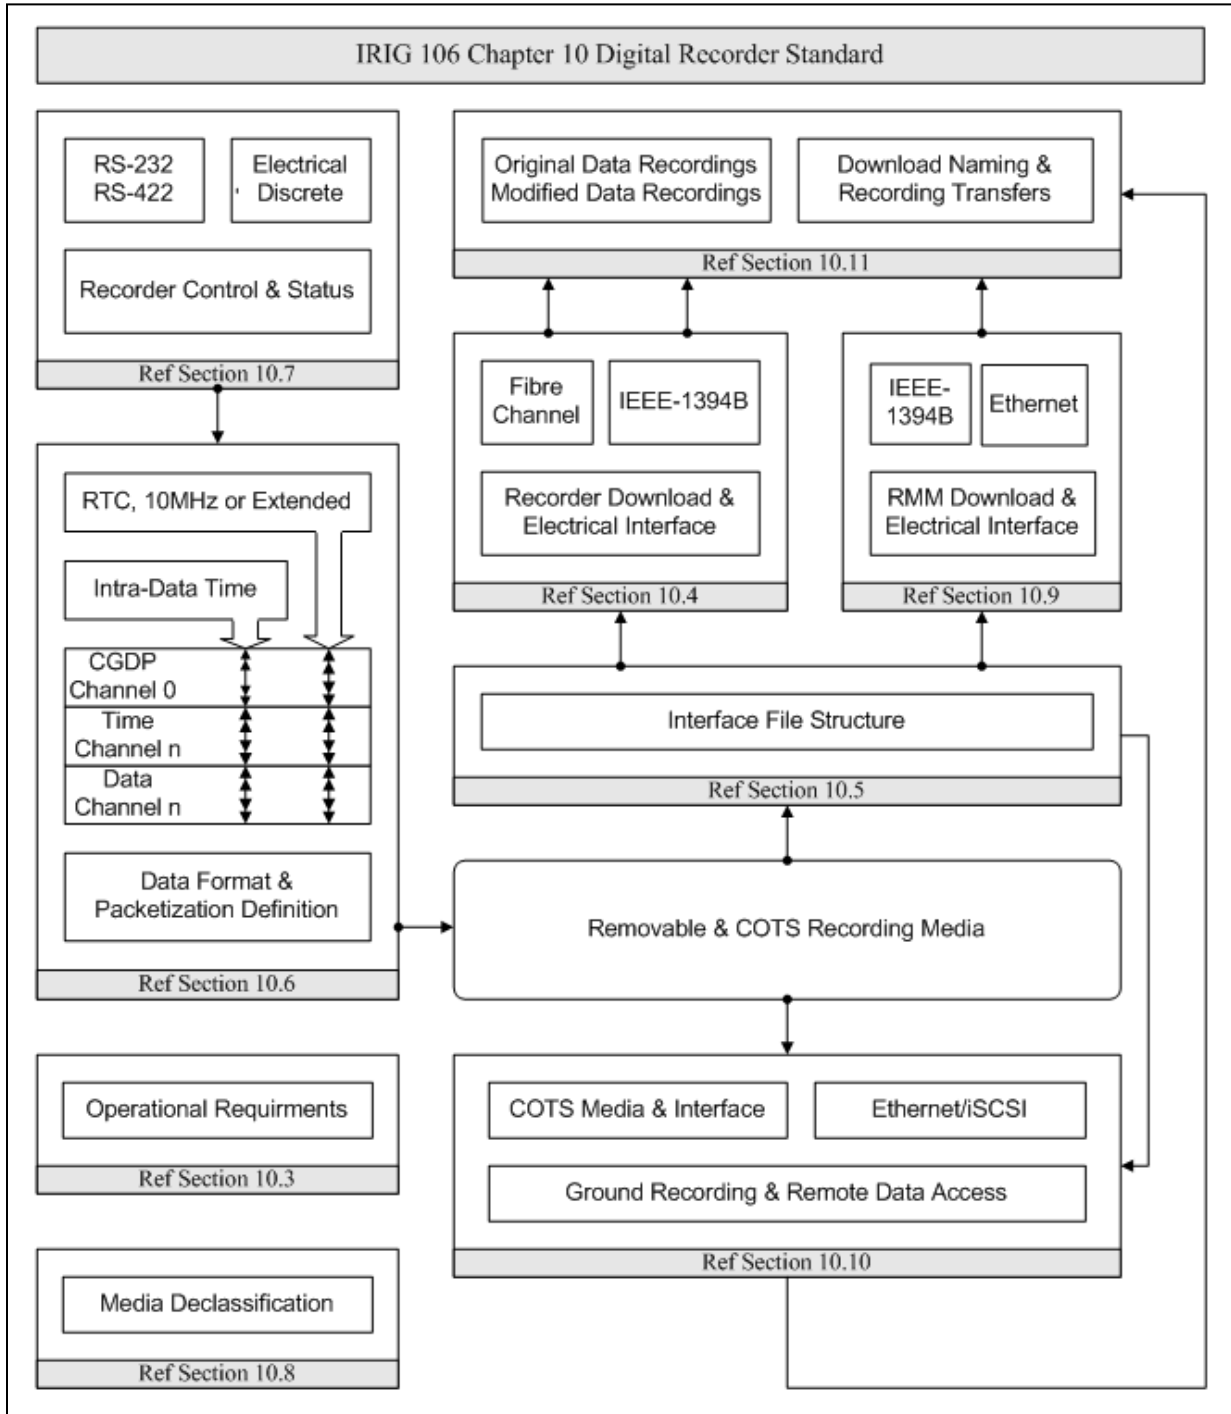 IRIG 106 Chapter 10 Digital Recorder Standard
RS-232
RS-422
Electrical
Discrete
Recorder Control & Status
Ref Section 10.7
Original Data Recordings
Modified Data Recordings
Download Naming &
Recording Transfers
Ref Section 10.11
Fibre
Channel
IEEE-1394B
Recorder Download &
Electrical Interface
Ref Section 10.4
IEEE-
1394B
Ethernet
RMM Download &
Electrical Interface
Ref Section 10.9
RTC, 10MHz or Extended
Intra-Data Time
CGDP
Channel 0
Time
Channel n
Data
Channel n
Data Format &
Packetization Definition
Ref Section 10.6
Interface File Structure
Ref Section 10.5
Removable & COTS Recording Media
Operational Requirments
Ref Section 10.3
COTS Media & Interface
Ethernet/iSCSI
Ground Recording & Remote Data Access
Ref Section 10.10
Media Declassification
Ref Section 10.8